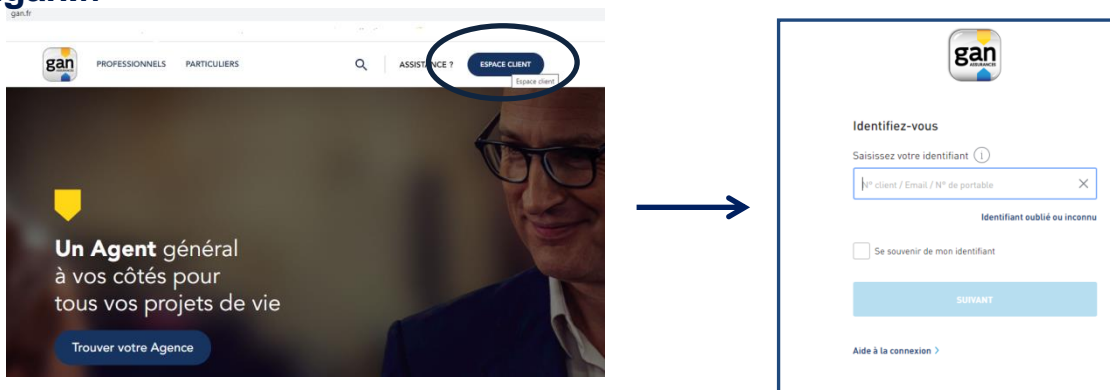 gan.fr
gan
ASSURANCES
PROFESSIONNELS
PARTICULIERS
ASSISTANCE ?
ESPACE CLIENT
Espace client
Un Agent général
à vos côtés pour
tous vos projets de vie
Trouver votre Agence
gan
ASSURANCES
Identifiez-vous
Saisissez votre identifiant
N° client / Email / N° de portable
Identifiant oublié ou inconnu
Se souvenir de mon identifiant
SUIVANT
Aide à la connexion >